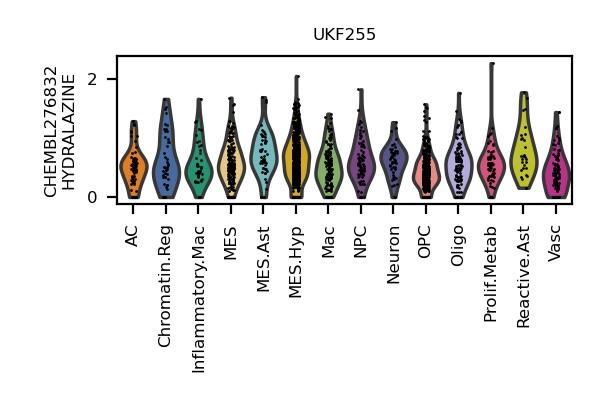 UKF255
CHEMBL276832
HYDRALAZINE
2
0
AC
Chromatin.Reg
Inflammatory.Mac
MES
MES.Ast
MES.Hyp
Mac
NPC
Neuron
OPC
Oligo
Prolif.Metab
Reactive.Ast
Vasc